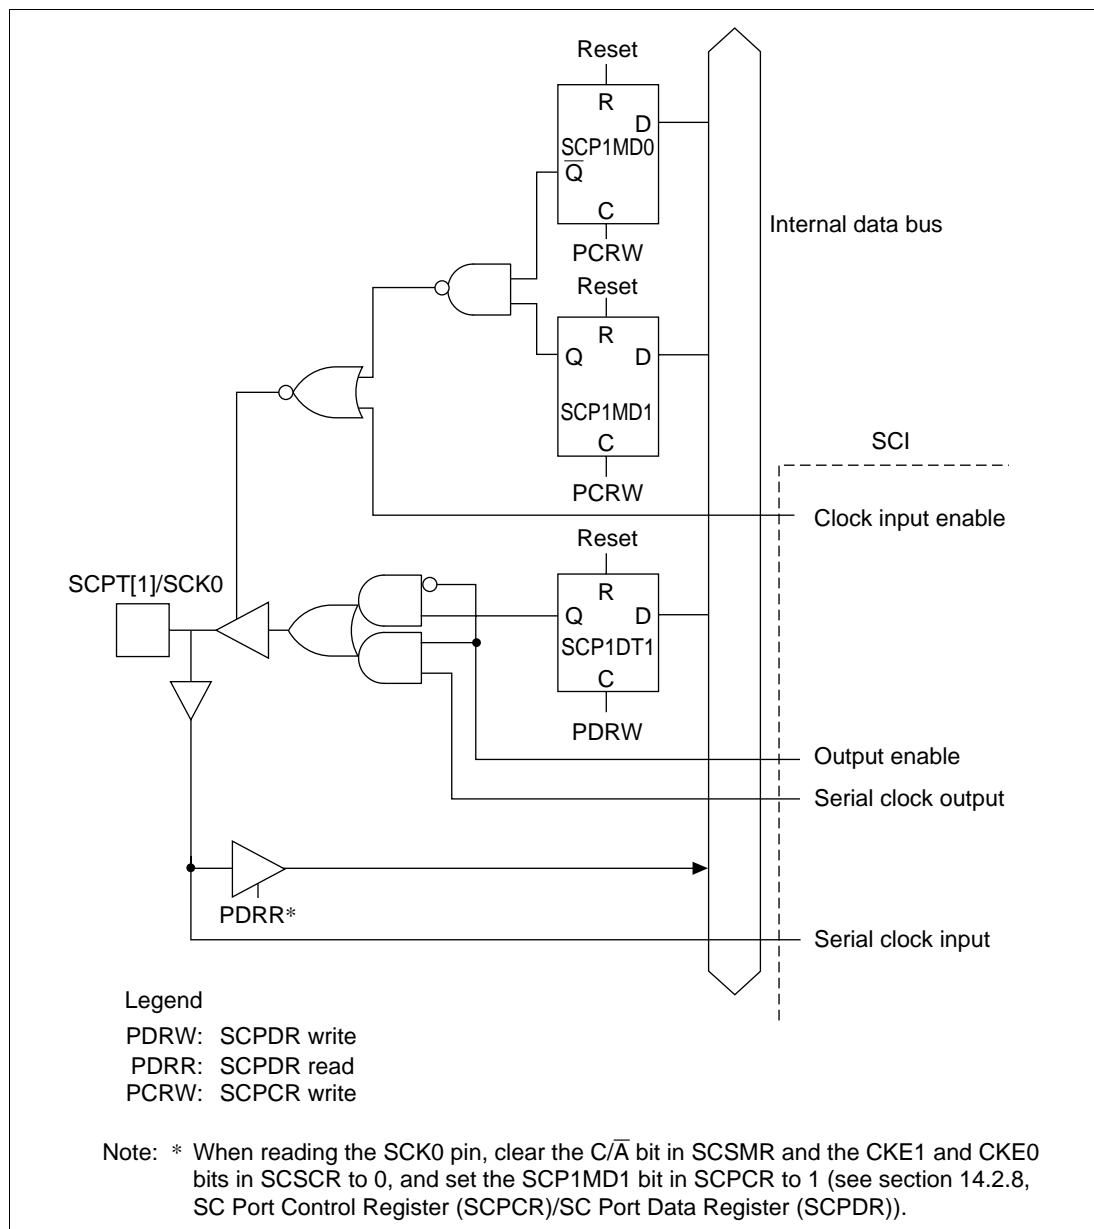 Reset
R
D
SCP1MD0
Q̅
C
PCRW
Internal data bus
Reset
R
Q D
SCP1MD1
C
PCRW
SCI
Clock input enable
Reset
SCPT[1]/SCK0
R
Q D
SCP1DT1
C
PDRW
Output enable
Serial clock output
PDRR*
Serial clock input
Legend
PDRW: SCPDR write
PDRR: SCPDR read
PCRW: SCPCR write
Note: * When reading the SCK0 pin, clear the C/A̅ bit in SCSMR and the CKE1 and CKE0
bits in SCSCR to 0, and set the SCP1MD1 bit in SCPCR to 1 (see section 14.2.8,
SC Port Control Register (SCPCR)/SC Port Data Register (SCPDR)).